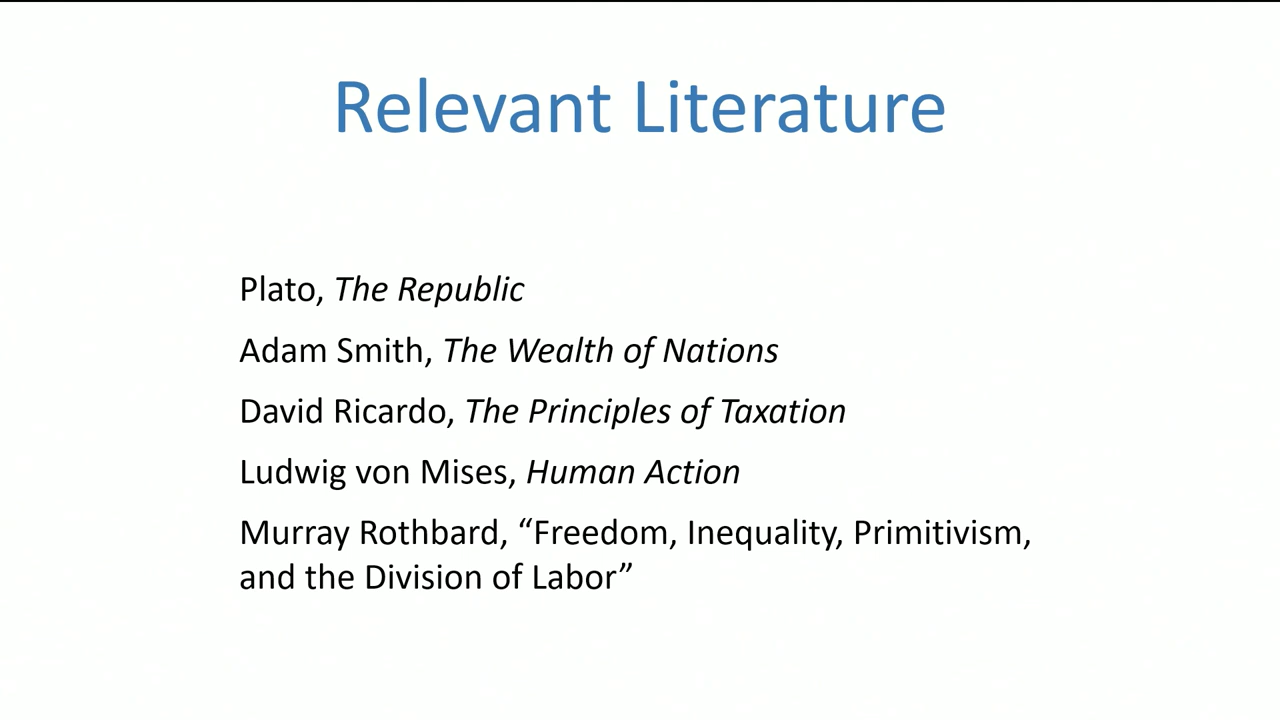 Relevant Literature
Plato, The Republic
Adam Smith, The Wealth of Nations
David Ricardo, The Principles of Taxation
Ludwig von Mises, Human Action
Murray Rothbard, “Freedom, Inequality, Primitivism,
and the Division of Labor”